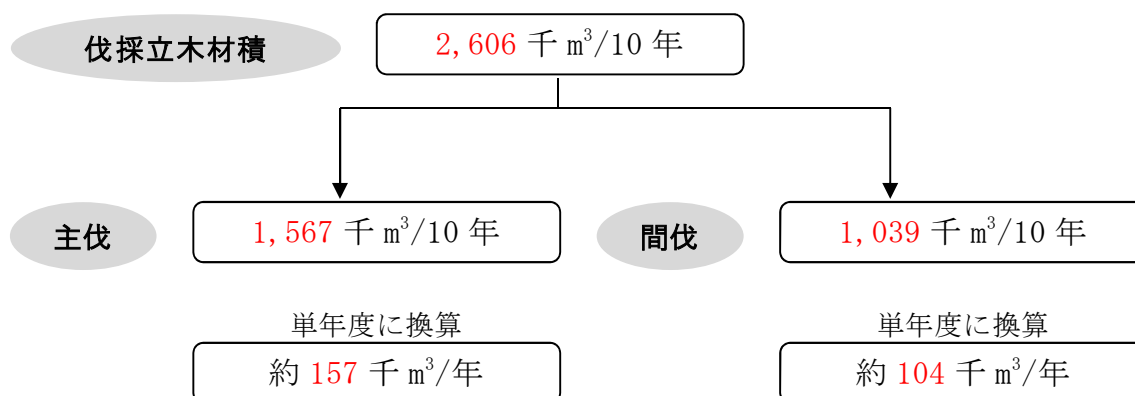 伐採立木材積
2,606 千 m³/10 年
主伐
1,567 千 m³/10 年
間伐
1,039 千 m³/10 年
単年度に換算
約 157 千 m³/年
単年度に換算
約 104 千 m³/年